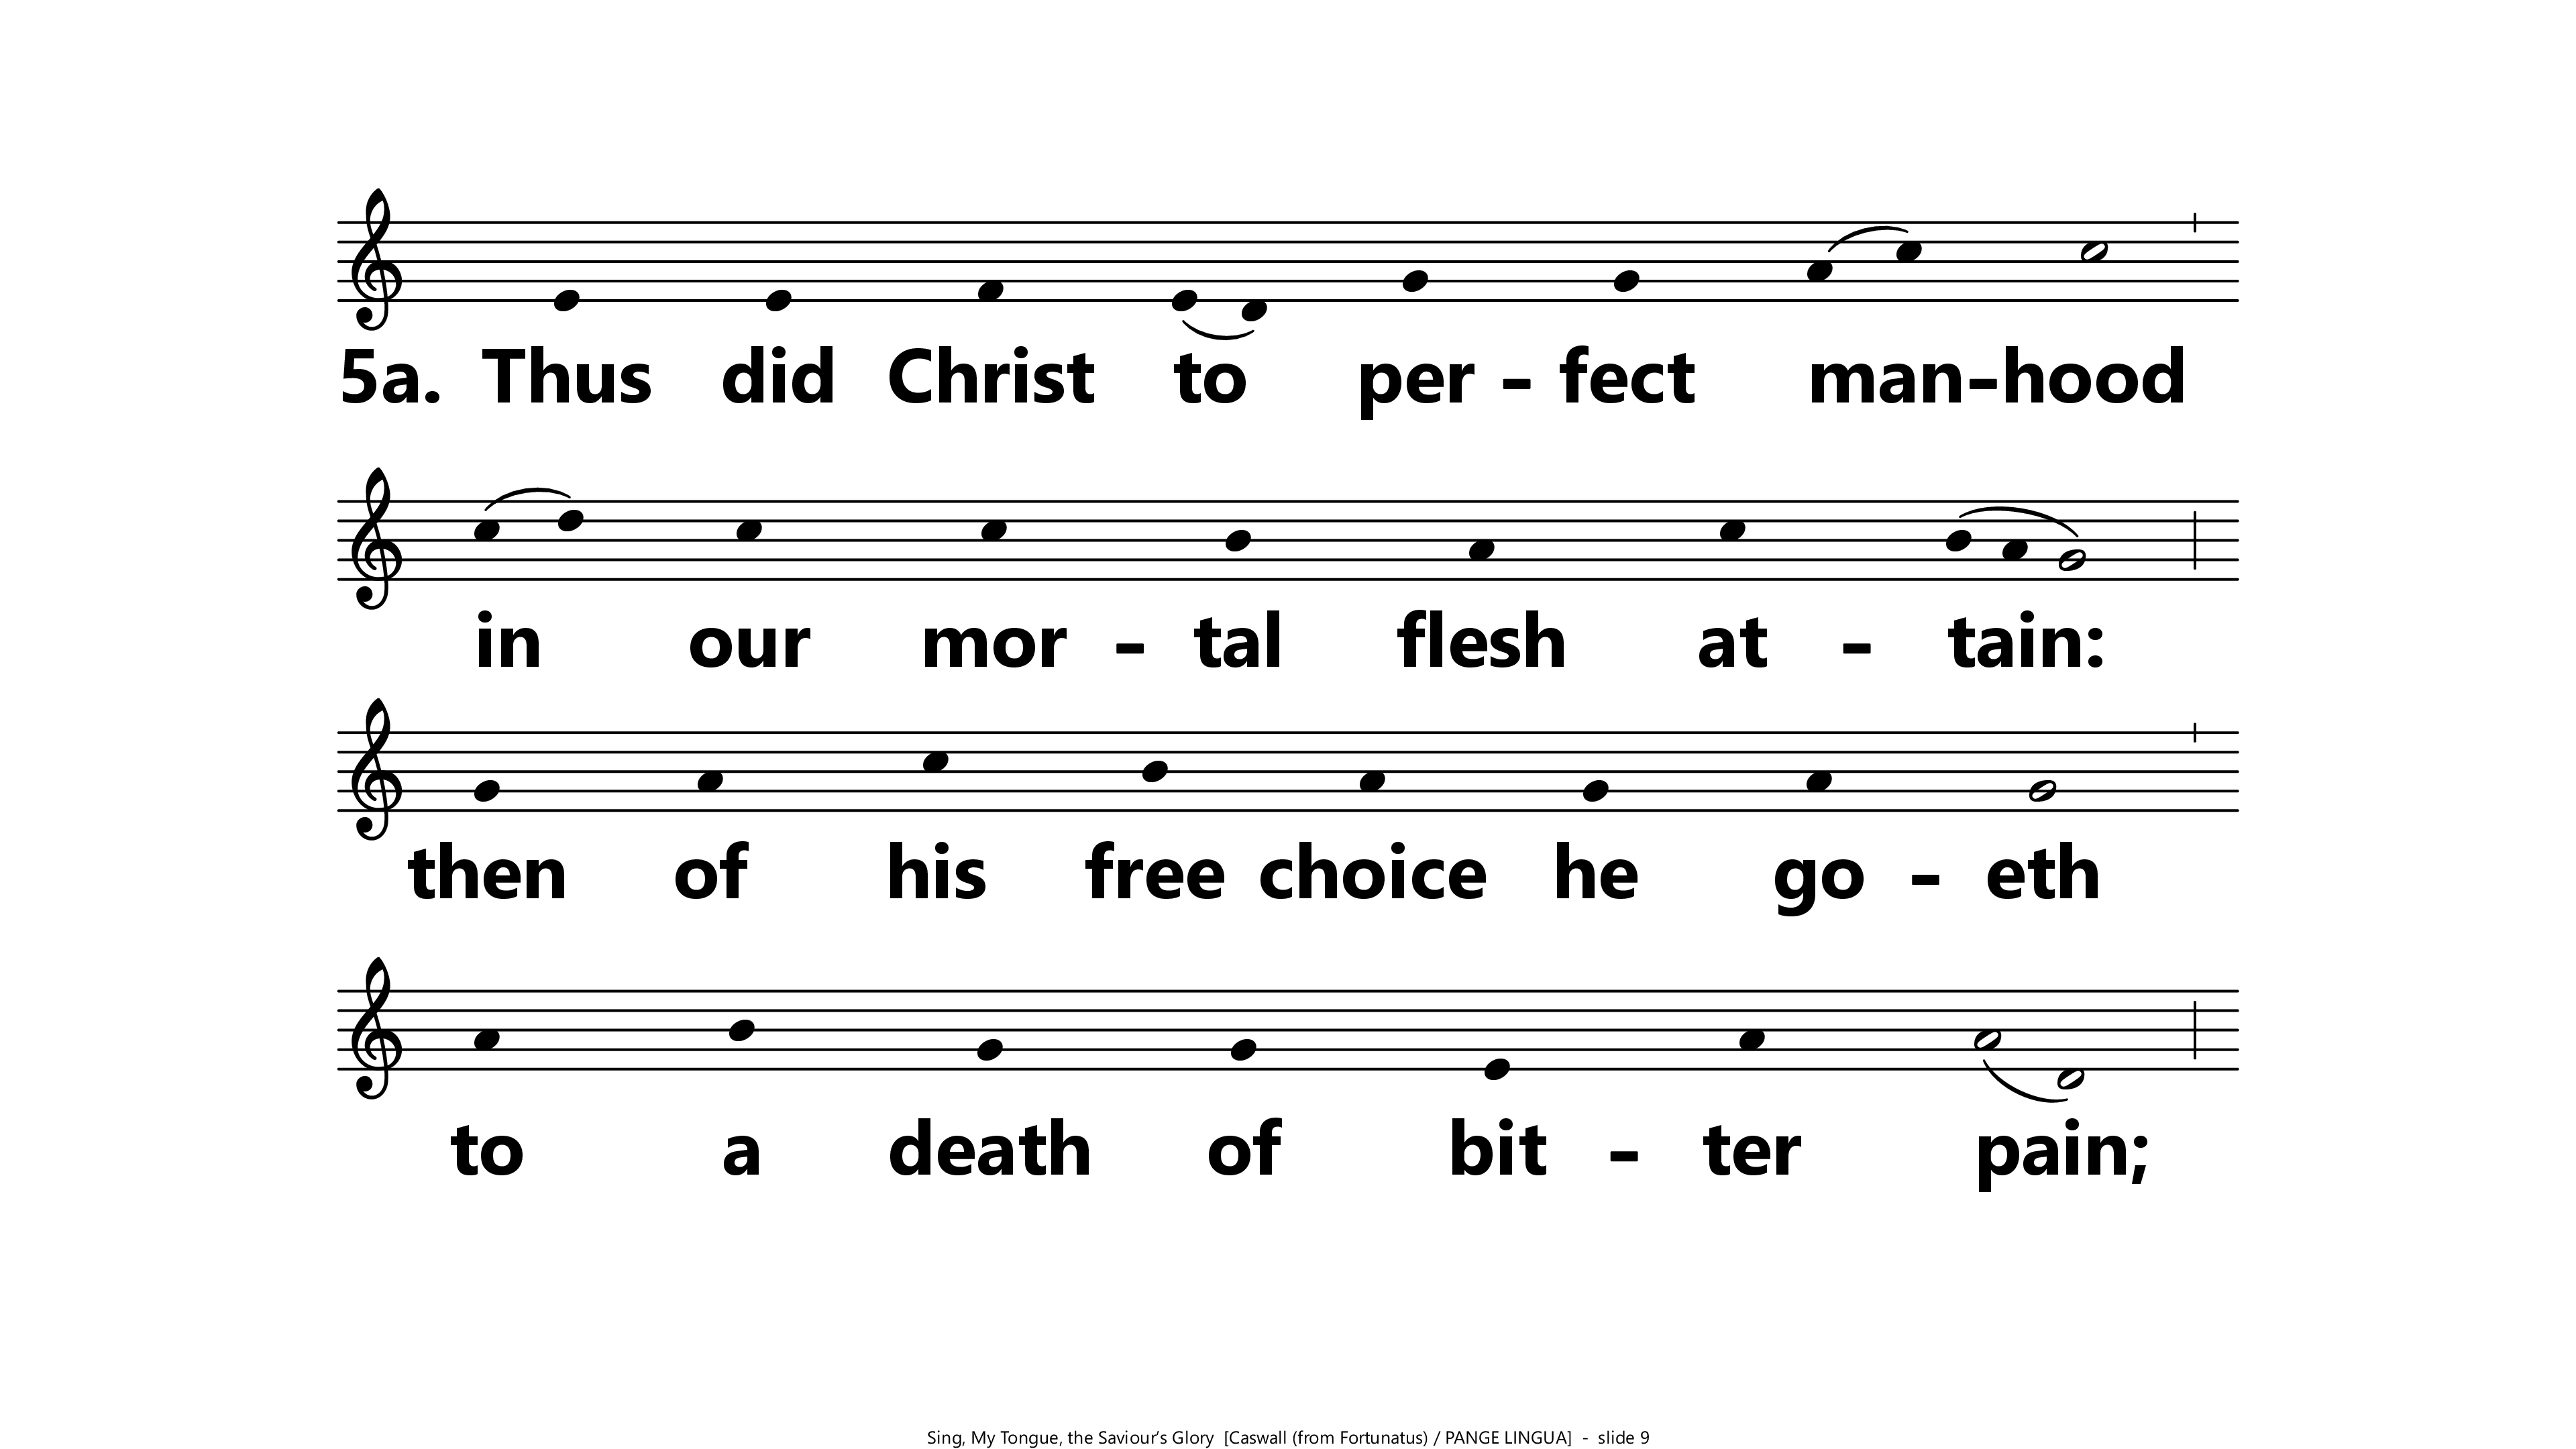 5a. Thus did Christ to per - fect man-hood
in our mor - tal flesh at - tain:
then of his free choice he go - eth
to a death of bit - ter pain;
Sing, My Tongue, the Saviour’s Glory [Caswall (from Fortunatus) / PANGE LINGUA] - slide 9